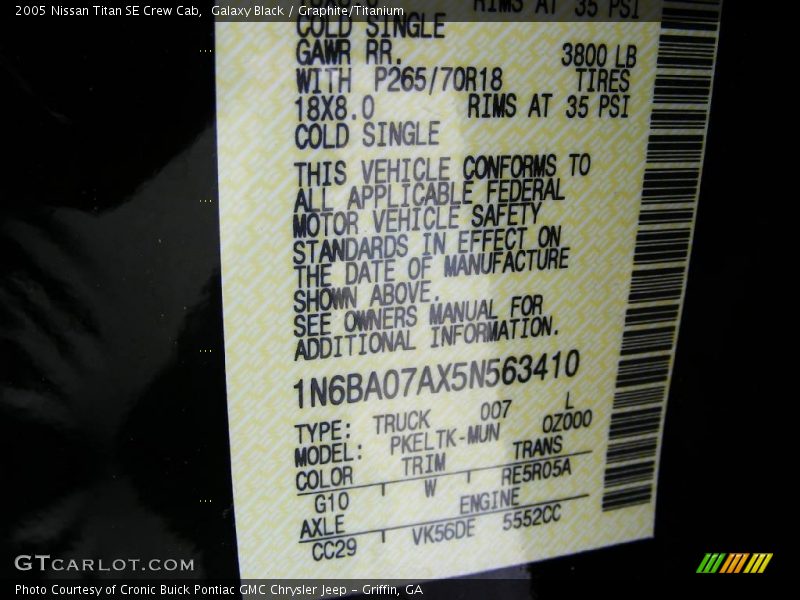 2005 Nissan Titan SE Crew Cab, Galaxy Black / Graphite/Titanium
RIMS AT 35 PSI
COLD SINGLE
GAWR RR. 3800 LB
WITH P265/70R18 TIRES
18X8.0 RIMS AT 35 PSI
COLD SINGLE
THIS VEHICLE CONFORMS TO
ALL APPLICABLE FEDERAL
MOTOR VEHICLE SAFETY
STANDARDS IN EFFECT ON
THE DATE OF MANUFACTURE
SHOWN ABOVE.
SEE OWNERS MANUAL FOR
ADDITIONAL INFORMATION.
1N6BA07AX5N563410
TYPE: TRUCK 007 L
MODEL: PKELTK-MUN 0Z000
COLOR TRIM TRANS
G10 W RE5R05A
AXLE ENGINE
CC29 VK56DE 5552CC
GTCARLOT.COM
Photo Courtesy of Cronic Buick Pontiac GMC Chrysler Jeep - Griffin, GA